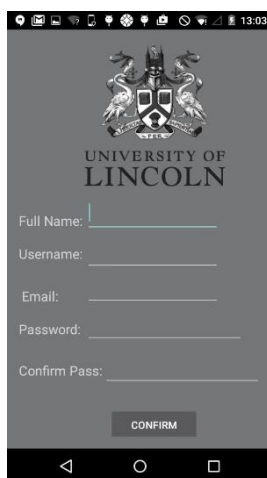 13:03
UNIVERSITY OF
LINCOLN
Full Name:
Username:
Email:
Password:
Confirm Pass:
CONFIRM